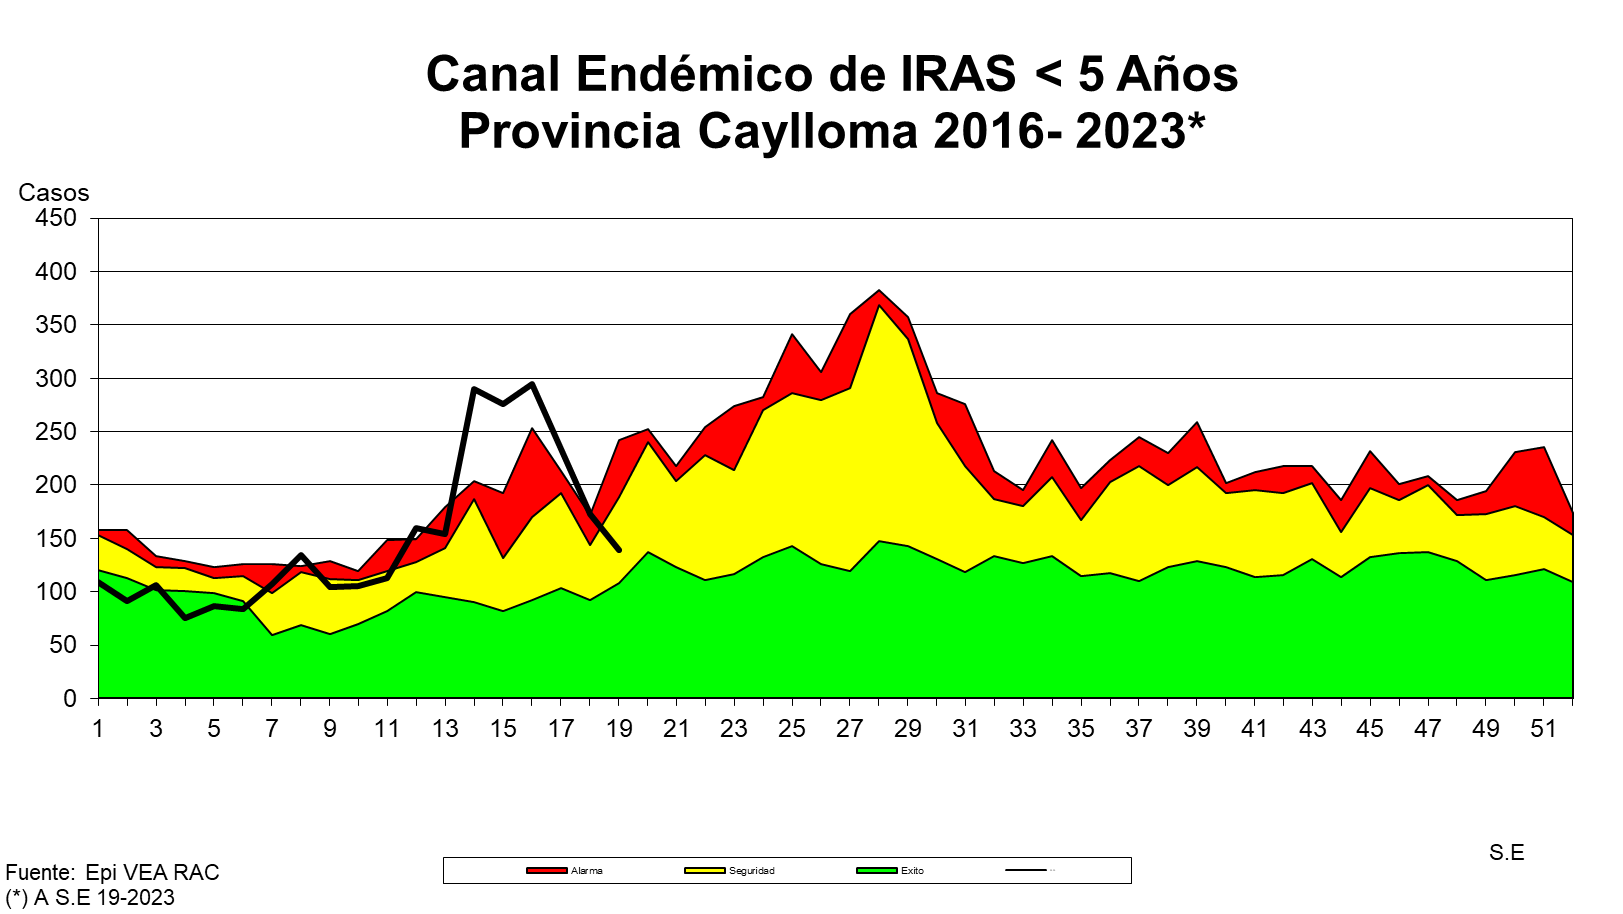 Canal Endémico de IRAS < 5 Años
Provincia Caylloma 2016- 2023*
Casos
450
400
350
300
250
200
150
100
50
0
1 3 5 7 9 11 13 15 17 19 21 23 25 27 29 31 33 35 37 39 41 43 45 47 49 51
S.E
Alarma Seguridad Exito --
Fuente: Epi VEA RAC
(*) A S.E 19-2023